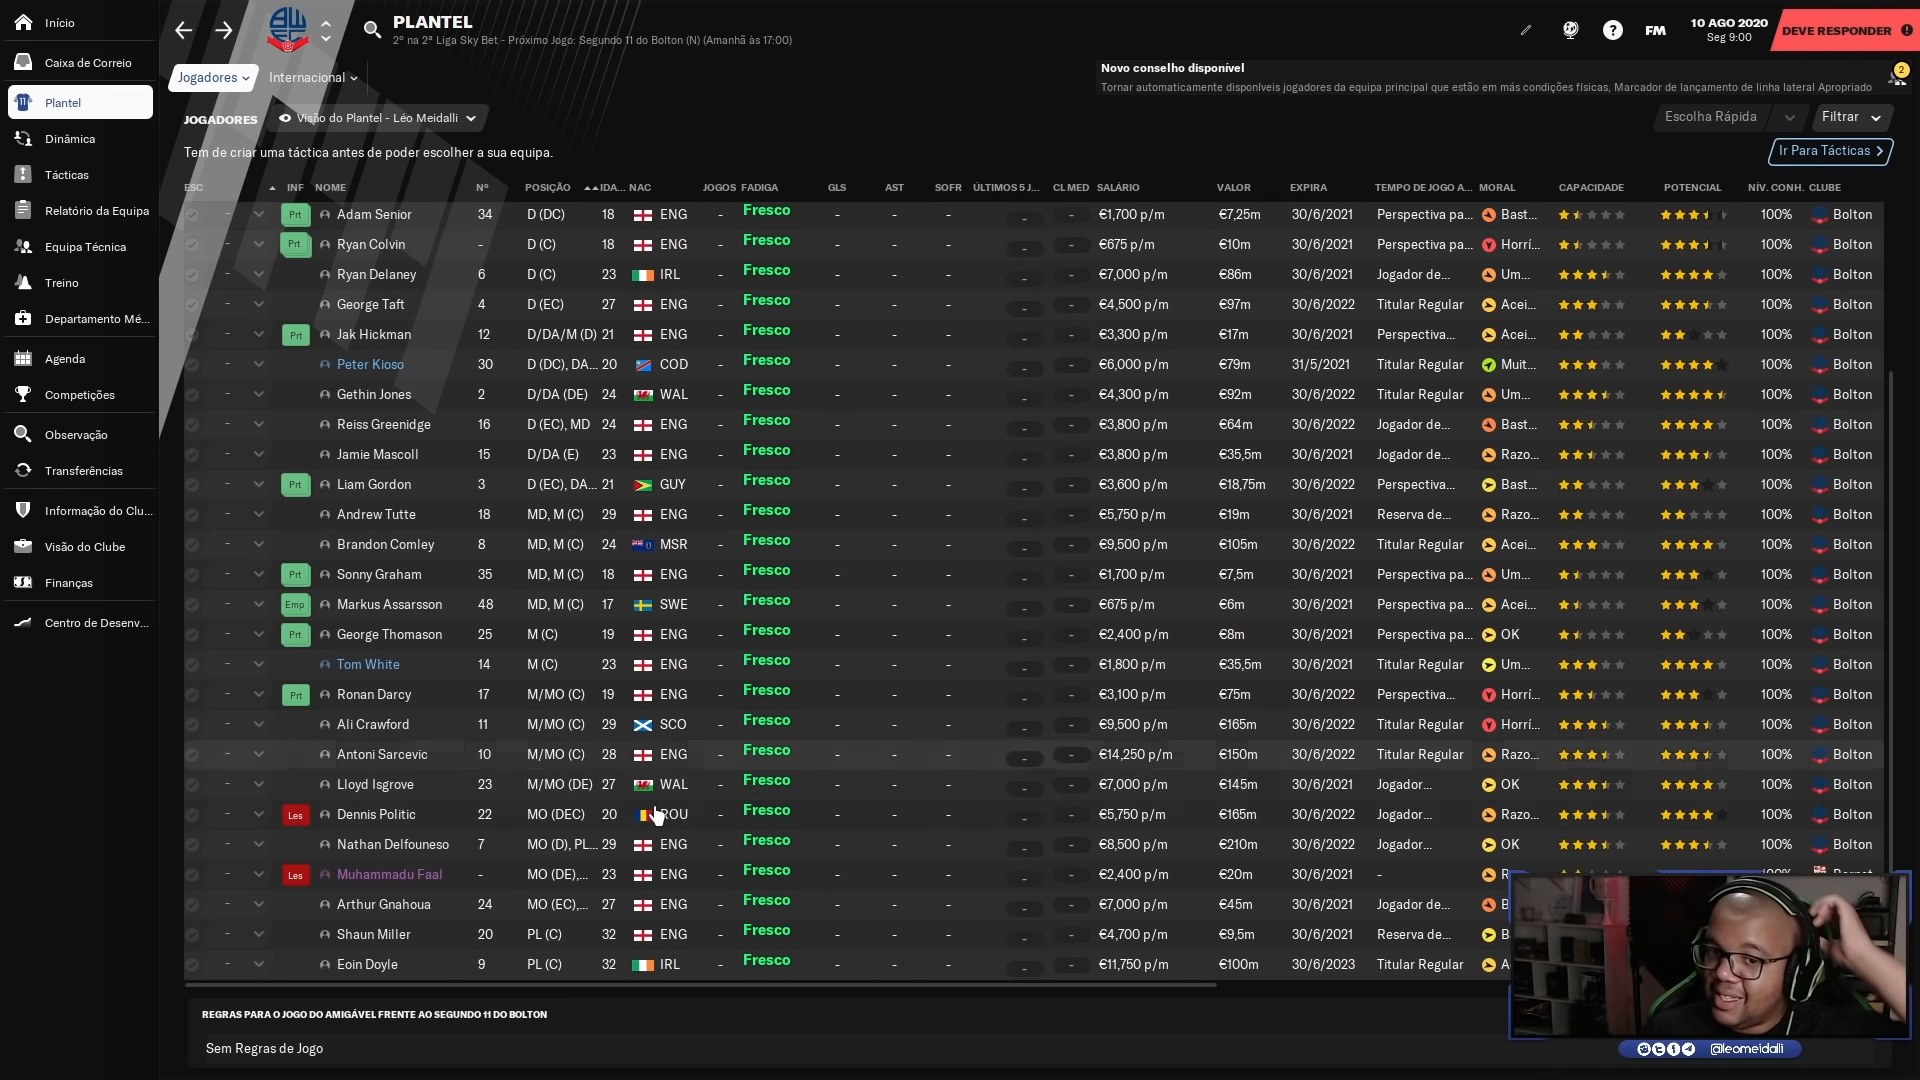 Início
Caixa de Correio
Plantel
Dinâmica
Tácticas
Relatório da Equipa
Equipa Técnica
Treino
Departamento Mé...
Agenda
Competições
Observação
Transferências
Informação do Clu...
Visão do Clube
Finanças
Centro de Desenv...
PLANTEL
2º na 2ª Liga Sky Bet - Próximo Jogo: Segundo 11 do Bolton (N) (Amanhã às 17:00)
FM
10 AGO 2020
Seg 9:00
DEVE RESPONDER
Jogadores
Internacional
Novo conselho disponível
Tornar automaticamente disponíveis jogadores da equipa principal que estão em más condições físicas, Marcador de lançamento de linha lateral Apropriado
2
JOGADORES
Visão do Plantel - Léo Meidalli
Escolha Rápida
Filtrar
Tem de criar uma táctica antes de poder escolher a sua equipa.
Ir Para Tácticas
ESC INF NOME Nº POSIÇÃO IDA... NAC JOGOS FADIGA GLS AST SOFR ÚLTIMOS 5 J... CL MED SALÁRIO VALOR EXPIRA TEMPO DE JOGO A... MORAL CAPACIDADE POTENCIAL NÍV. CONH. CLUBE
- Prt Adam Senior 34 D (DC) 18 ENG - Fresco - - - - - €1,700 p/m €7,25m 30/6/2021 Perspectiva pa... Bast... 100% Bolton
- Prt Ryan Colvin - D (C) 18 ENG - Fresco - - - - - €675 p/m €10m 30/6/2021 Perspectiva pa... Horrí... 100% Bolton
- Ryan Delaney 6 D (C) 23 IRL - Fresco - - - - - €7,000 p/m €86m 30/6/2021 Jogador de... Um... 100% Bolton
- George Taft 4 D (EC) 27 ENG - Fresco - - - - - €4,500 p/m €97m 30/6/2022 Titular Regular Acei... 100% Bolton
- Prt Jak Hickman 12 D/DA/M (D) 21 ENG - Fresco - - - - - €3,300 p/m €17m 30/6/2021 Perspectiva... Acei... 100% Bolton
- Peter Kioso 30 D (DC), DA... 20 COD - Fresco - - - - - €6,000 p/m €79m 31/5/2021 Titular Regular Muit... 100% Bolton
- Gethin Jones 2 D/DA (DE) 24 WAL - Fresco - - - - - €4,300 p/m €92m 30/6/2022 Titular Regular Um... 100% Bolton
- Reiss Greenidge 16 D (EC), MD 24 ENG - Fresco - - - - - €3,800 p/m €64m 30/6/2022 Jogador de... Bast... 100% Bolton
- Jamie Mascoll 15 D/DA (E) 23 ENG - Fresco - - - - - €3,800 p/m €35,5m 30/6/2021 Jogador de... Razo... 100% Bolton
- Prt Liam Gordon 3 D (EC), DA... 21 GUY - Fresco - - - - - €3,600 p/m €18,75m 30/6/2022 Perspectiva... Bast... 100% Bolton
- Andrew Tutte 18 MD, M (C) 29 ENG - Fresco - - - - - €5,750 p/m €19m 30/6/2021 Reserva de... Razo... 100% Bolton
- Brandon Comley 8 MD, M (C) 24 MSR - Fresco - - - - - €9,500 p/m €105m 30/6/2022 Titular Regular Acei... 100% Bolton
- Prt Sonny Graham 35 MD, M (C) 18 ENG - Fresco - - - - - €1,700 p/m €7,5m 30/6/2021 Perspectiva pa... Um... 100% Bolton
- Emp Markus Assarsson 48 MD, M (C) 17 SWE - Fresco - - - - - €675 p/m €6m 30/6/2021 Perspectiva pa... Acei... 100% Bolton
- Prt George Thomason 25 M (C) 19 ENG - Fresco - - - - - €2,400 p/m €8m 30/6/2021 Perspectiva pa... OK 100% Bolton
- Tom White 14 M (C) 23 ENG - Fresco - - - - - €1,800 p/m €35,5m 30/6/2021 Titular Regular Um... 100% Bolton
- Prt Ronan Darcy 17 M/MO (C) 19 ENG - Fresco - - - - - €3,100 p/m €75m 30/6/2022 Perspectiva... Horrí... 100% Bolton
- Ali Crawford 11 M/MO (C) 29 SCO - Fresco - - - - - €9,500 p/m €165m 30/6/2022 Titular Regular Horrí... 100% Bolton
- Antoni Sarcevic 10 M/MO (C) 28 ENG - Fresco - - - - - €14,250 p/m €150m 30/6/2022 Titular Regular Razo... 100% Bolton
- Lloyd Isgrove 23 M/MO (DE) 27 WAL - Fresco - - - - - €7,000 p/m €145m 30/6/2021 Jogador... OK 100% Bolton
- Les Dennis Politic 22 MO (DEC) 20 ROU - Fresco - - - - - €5,750 p/m €165m 30/6/2022 Jogador... Razo... 100% Bolton
- Nathan Delfouneso 7 MO (D), PL... 29 ENG - Fresco - - - - - €8,500 p/m €210m 30/6/2022 Jogador... OK 100% Bolton
- Les Muhammadu Faal - MO (DE),... 23 ENG - Fresco - - - - - €2,400 p/m €20m 30/6/2021 -
- Arthur Gnahoua 24 MO (EC),... 27 ENG - Fresco - - - - - €7,000 p/m €45m 30/6/2021 Jogador de...
- Shaun Miller 20 PL (C) 32 ENG - Fresco - - - - - €4,700 p/m €9,5m 30/6/2021 Reserva de...
- Eoin Doyle 9 PL (C) 32 IRL - Fresco - - - - - €11,750 p/m €100m 30/6/2023 Titular Regular
REGRAS PARA O JOGO DO AMIGÁVEL FRENTE AO SEGUNDO 11 DO BOLTON
Sem Regras de Jogo
@leomeidalli